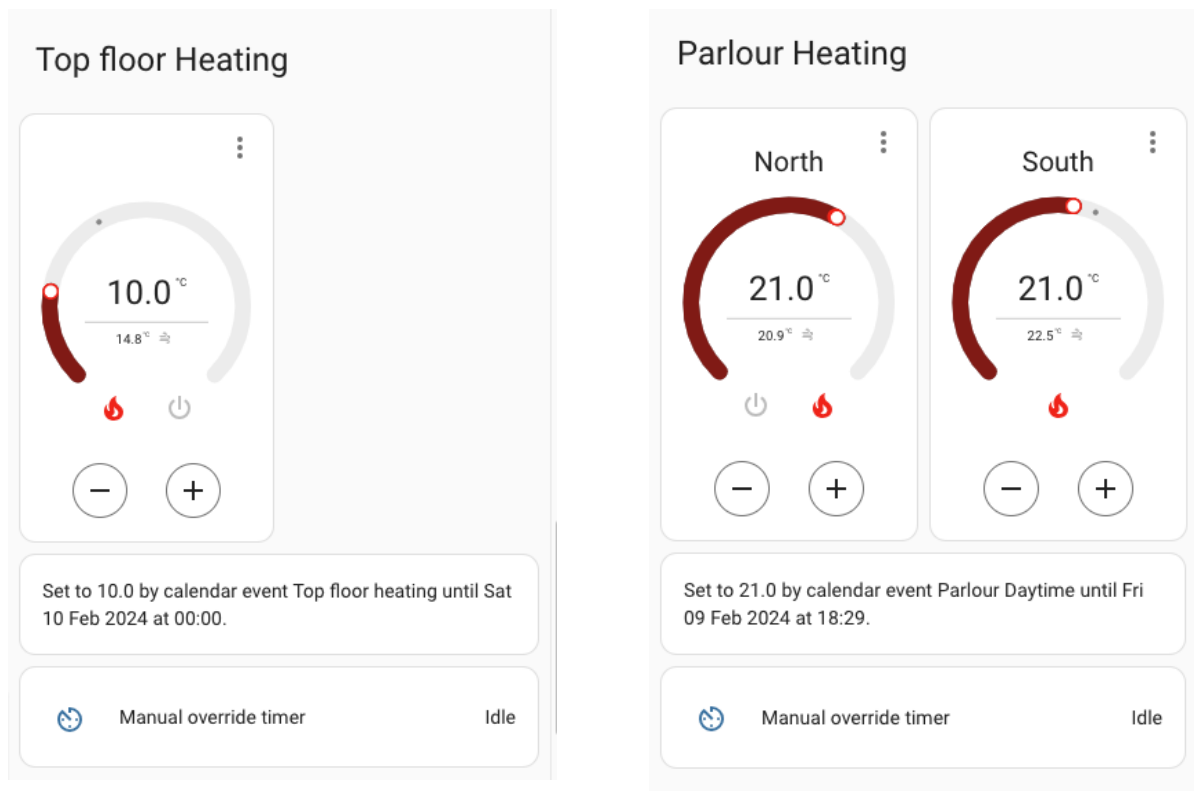 Top floor Heating
10.0 °C
14.8 °C
Set to 10.0 by calendar event Top floor heating until Sat
10 Feb 2024 at 00:00.
Manual override timer Idle
Parlour Heating
North
21.0 °C
20.9 °C
South
21.0 °C
22.5 °C
Set to 21.0 by calendar event Parlour Daytime until Fri
09 Feb 2024 at 18:29.
Manual override timer Idle